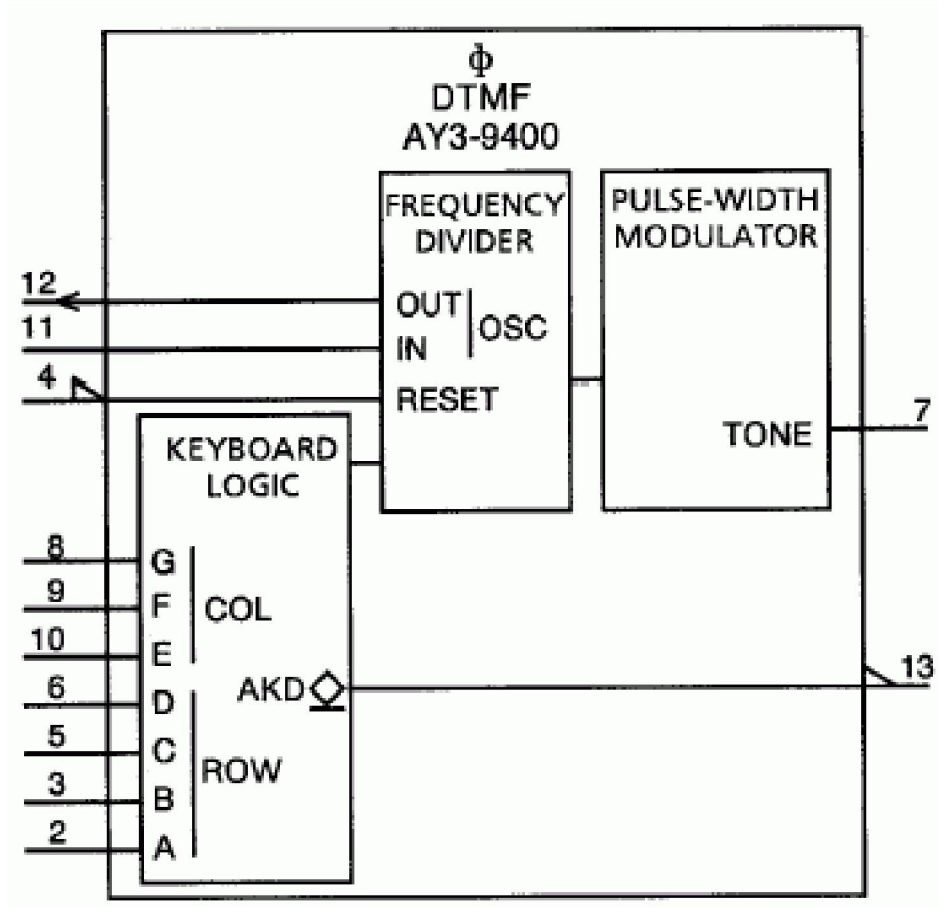 ϕ
DTMF
AY3-9400
FREQUENCY
DIVIDER
PULSE-WIDTH
MODULATOR
12
OUT
OSC
11
IN
4
RESET
7
TONE
KEYBOARD
LOGIC
8
G
9
F
COL
10
E
AKD
13
6
D
5
C
ROW
3
B
2
A